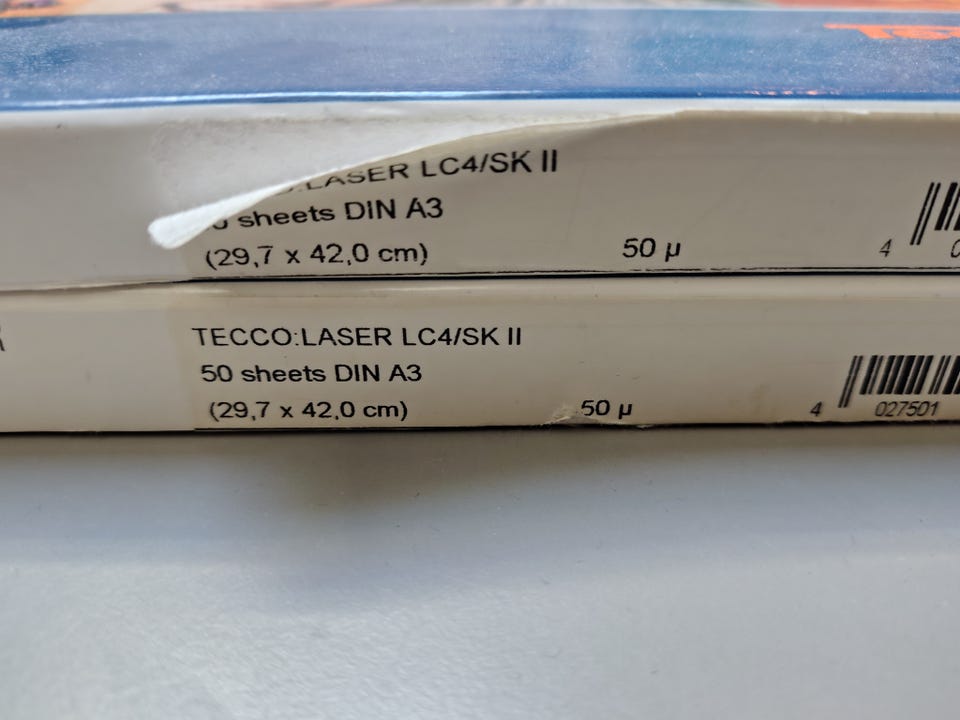 LASER LC4/SK II
sheets DIN A3
(29,7 x 42,0 cm)
50 µ
4
TECCO:LASER LC4/SK II
50 sheets DIN A3
(29,7 x 42,0 cm)
50 µ
4 027501